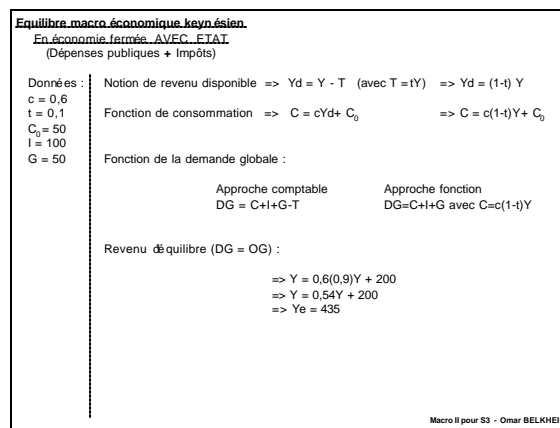 Equilibre macro économique keynésien
En économie fermée AVEC ETAT
(Dépenses publiques + Impôts)
Données :
c = 0,6
t = 0,1
C0 = 50
I = 100
G = 50
Notion de revenu disponible => Yd = Y - T (avec T = tY) => Yd = (1-t) Y
Fonction de consommation => C = cYd+ C0 => C = c(1-t)Y+ C0
Fonction de la demande globale :
Approche comptable Approche fonction
DG = C+I+G-T DG=C+I+G avec C=c(1-t)Y
Revenu d'équilibre (DG = OG) :
=> Y = 0,6(0,9)Y + 200
=> Y = 0,54Y + 200
=> Ye = 435
Macro II pour S3 - Omar BELKHEI